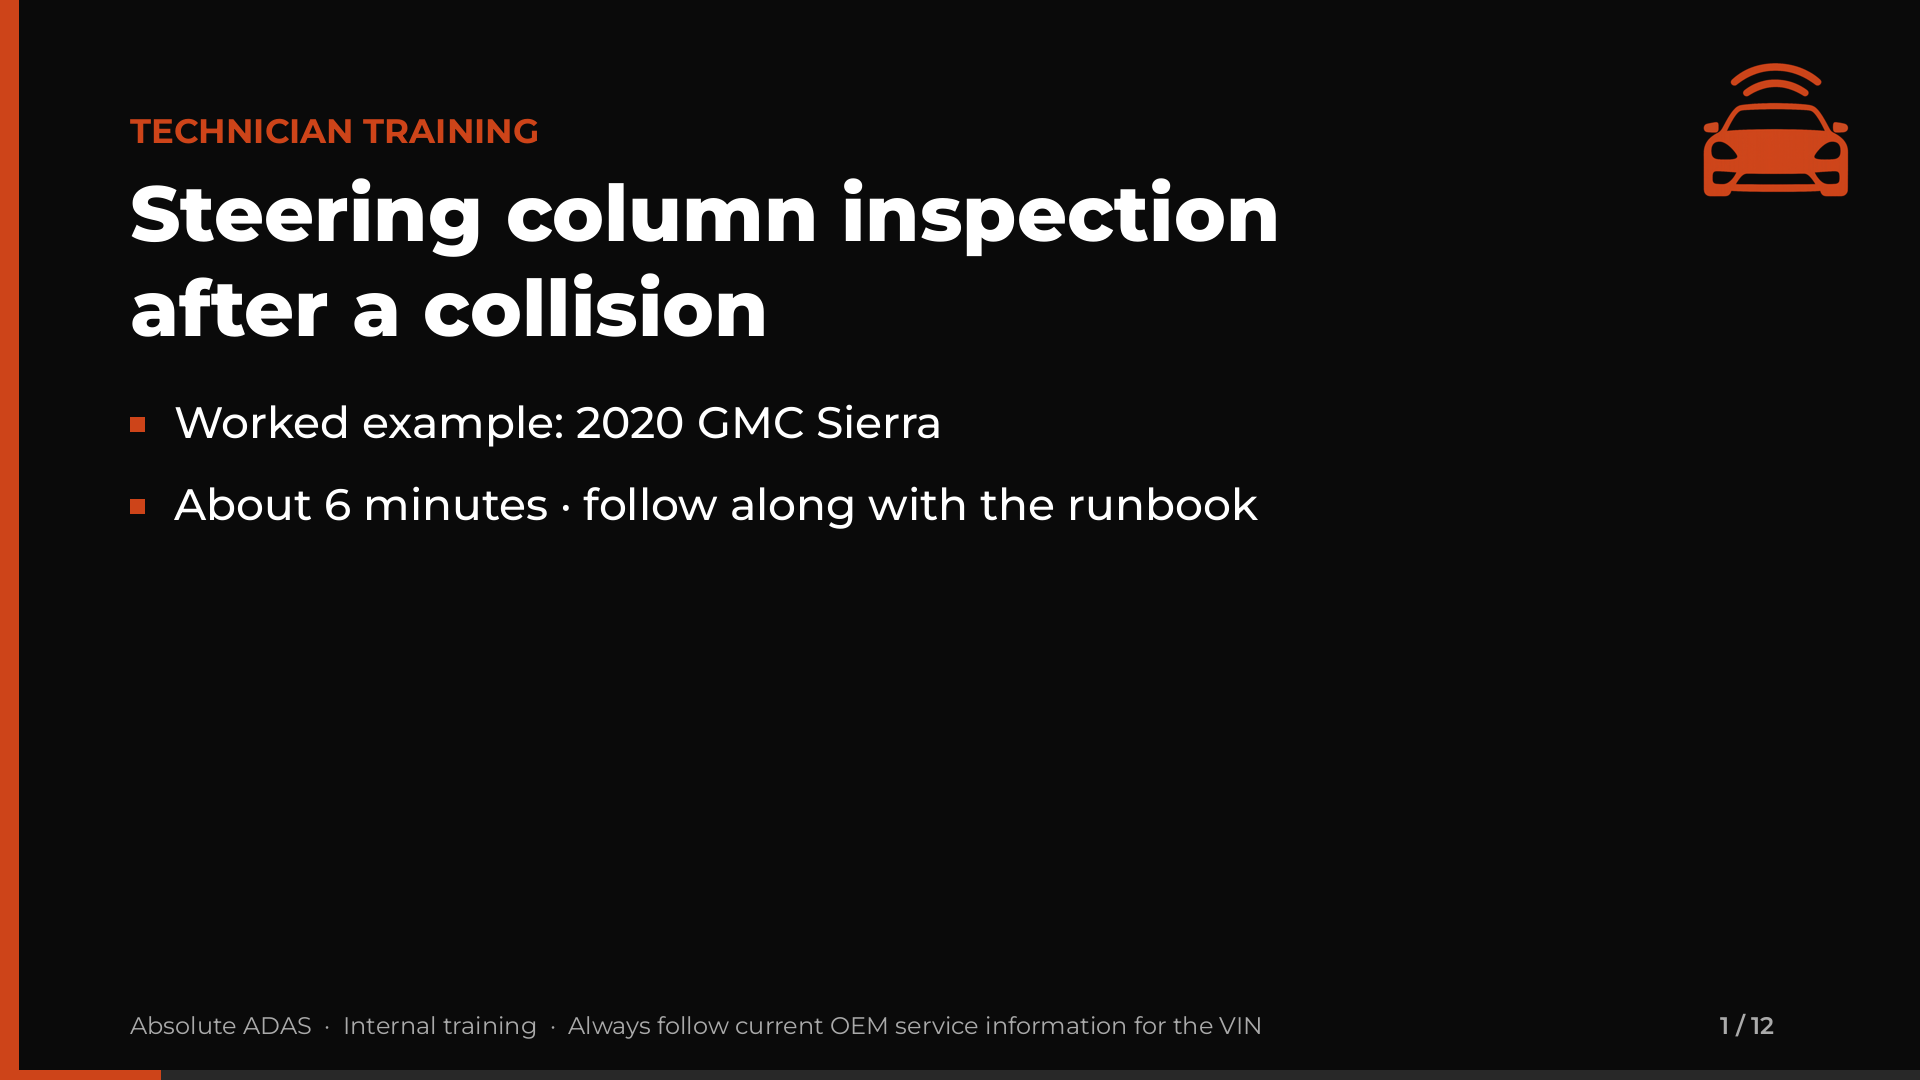 TECHNICIAN TRAINING
Steering column inspection
after a collision
Worked example: 2020 GMC Sierra
About 6 minutes · follow along with the runbook
Absolute ADAS · Internal training · Always follow current OEM service information for the VIN
1 / 12